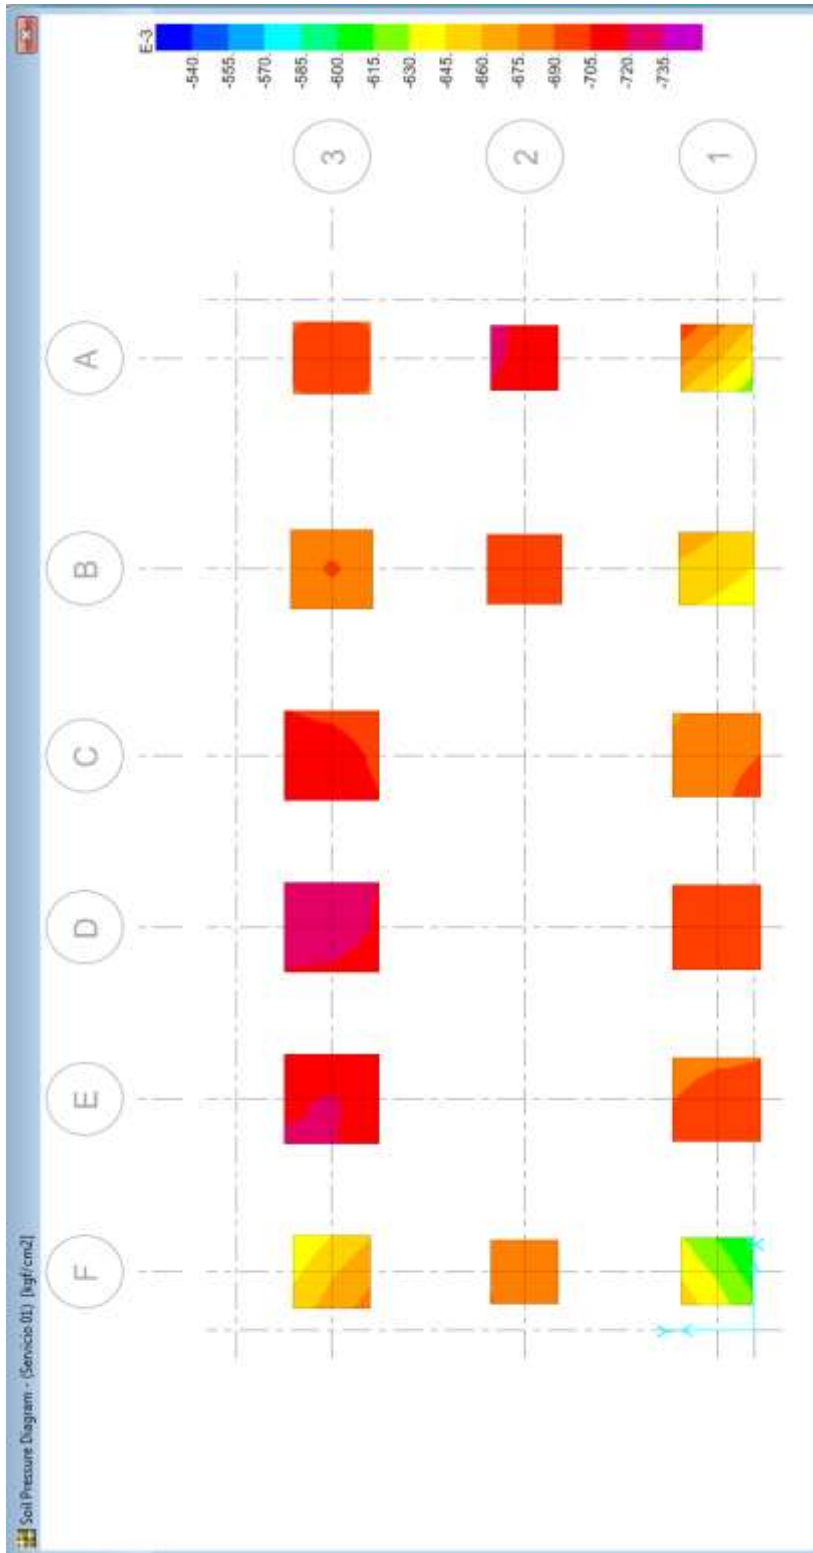 Soil Pressure Diagram - (Servicio 01) [kgf/cm2]
F
E
D
C
B
A
3
2
1
E-3
-540.
-555.
-570.
-585.
-600.
-615.
-630.
-645.
-660.
-675.
-690.
-705.
-720.
-735.
Y
X